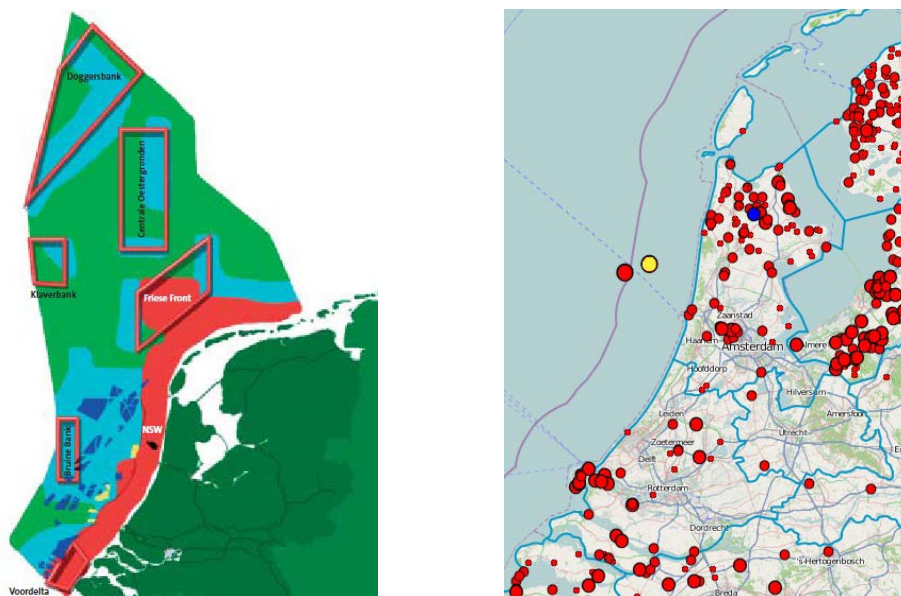 Doggersbank
Centrale Oestergronden
Klaverbank
Friese Front
NSW
Bruine Bank
Voordelta
Zaanstad
Haarlem
Amsterdam
Almere
Hoofddorp
Hilversum
Leiden
Amersfoort
Utrecht
Zoetermeer
Delft
Rotterdam
Dordrecht
's-Hertogenbosch
Breda